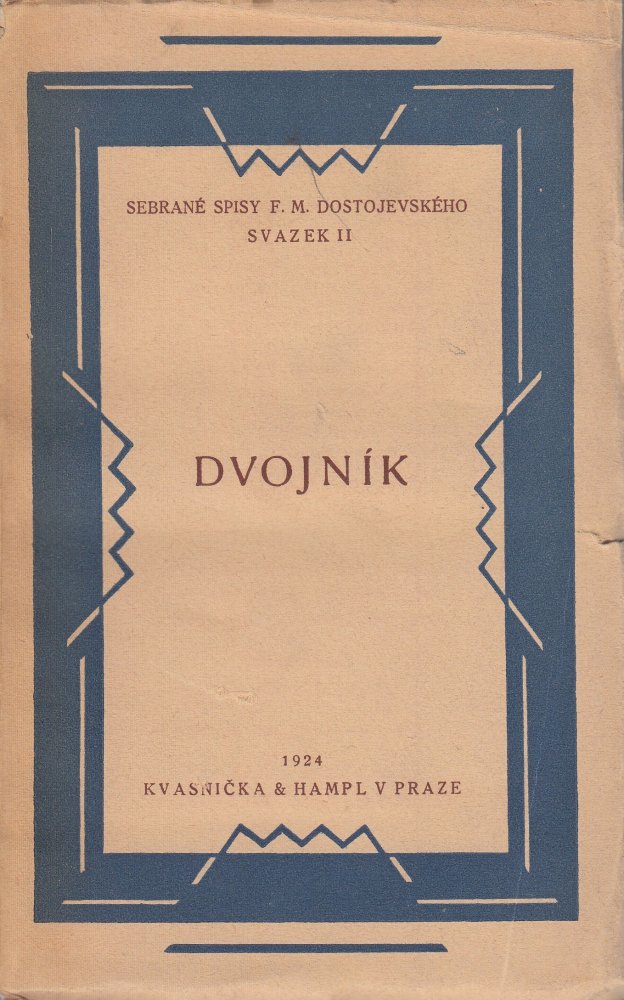 SEBRANÉ SPISY F. M. DOSTOJEVSKÉHO
SVAZEK II
DVOJNÍK
1924
KVASNIČKA & HAMPL V PRAZE